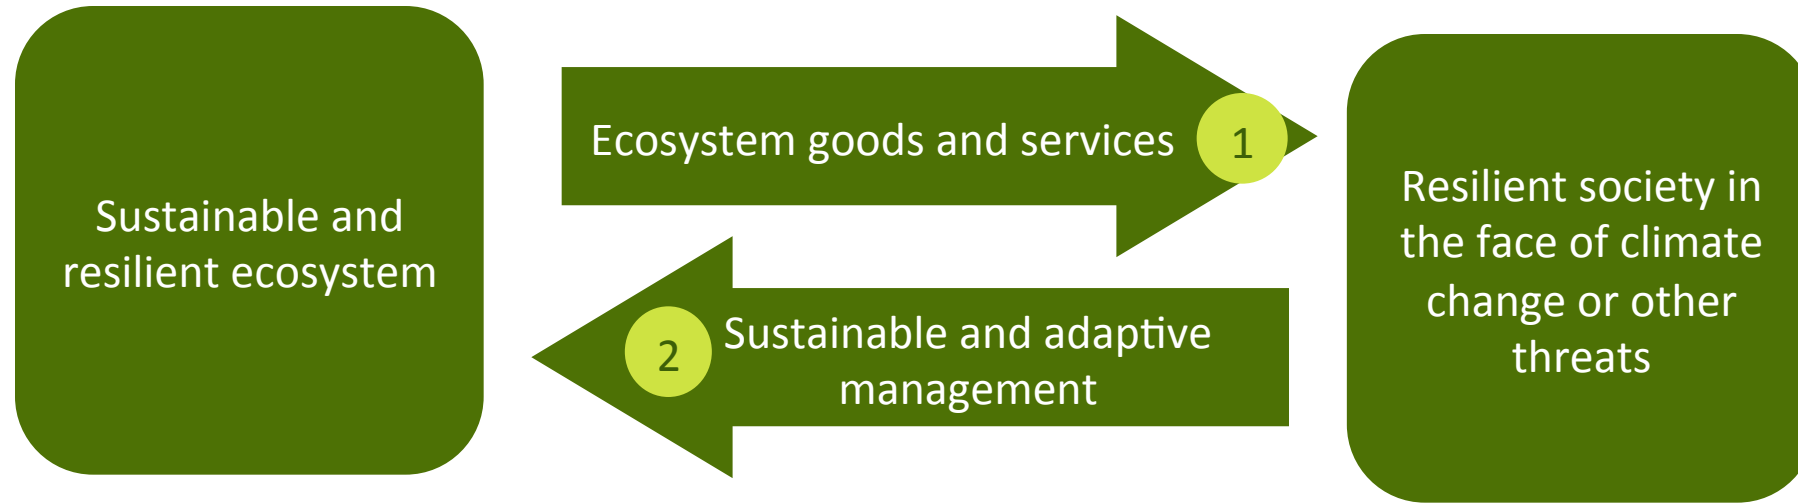 Sustainable and
resilient ecosystem
Ecosystem goods and services
1
2
Sustainable and adaptive
management
Resilient society in
the face of climate
change or other
threats